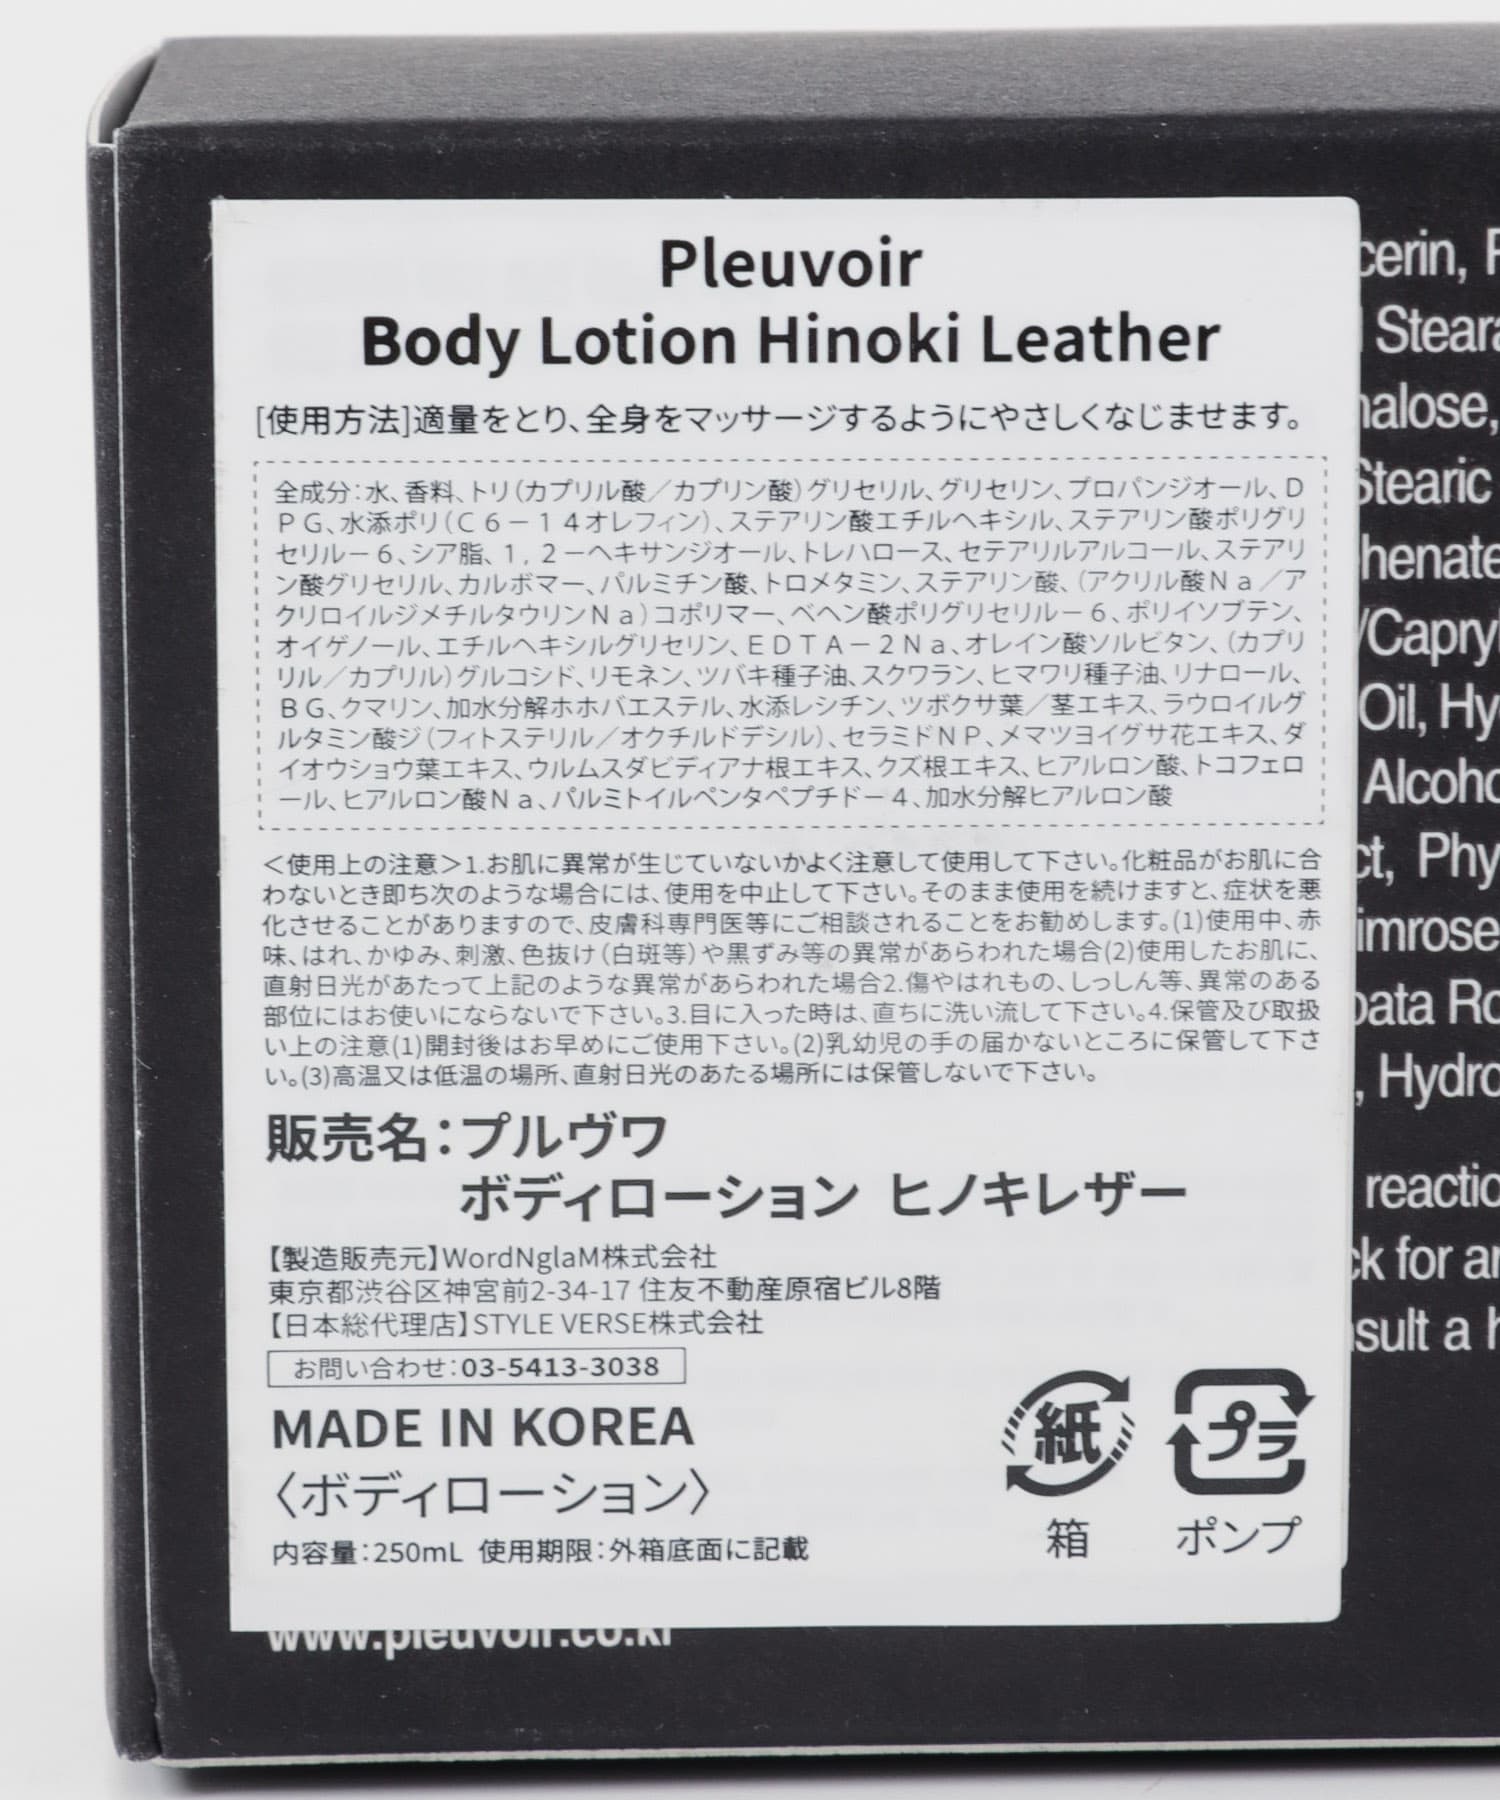 Pleuvoir
Body Lotion Hinoki Leather
[使用方法]適量をとり、全身をマッサージするようにやさしくなじませます。
全成分:水、香料、トリ(カプリル酸／カプリン酸)グリセリル、グリセリン、プロパンジオール、D
PG、水添ポリ(C6－14オレフィン)、ステアリン酸エチルヘキシル、ステアリン酸ポリグリ
セリル－6、シア脂、1,2－ヘキサンジオール、トレハロース、セテアリルアルコール、ステアリ
ン酸グリセリル、カルボマー、パルミチン酸、トロメタミン、ステアリン酸、(アクリル酸Na／ア
クリロイルジメチルタウリンNa)コポリマー、ベヘン酸ポリグリセリル－6、ポリイソブテン、
オイゲノール、エチルヘキシルグリセリン、EDTA－2Na、オレイン酸ソルビタン、(カプリ
リル／カプリル)グルコシド、リモネン、ツバキ種子油、スクワラン、ヒマワリ種子油、リナロール、
BG、クマリン、加水分解ホホバエステル、水添レシチン、ツボクサ葉／茎エキス、ラウロイルグ
ルタミン酸ジ(フィトステリル／オクチルドデシル)、セラミドNP、メマツヨイグサ花エキス、ダ
イオウショウ葉エキス、ウルムスダビディアナ根エキス、クズ根エキス、ヒアルロン酸、トコフェロ
ール、ヒアルロン酸Na、パルミトイルペンタペプチド－4、加水分解ヒアルロン酸
＜使用上の注意＞1.お肌に異常が生じていないかよく注意して使用して下さい。化粧品がお肌に合
わないとき即ち次のような場合には、使用を中止して下さい。そのまま使用を続けますと、症状を悪
化させることがありますので、皮膚科専門医等にご相談されることをお勧めします。(1)使用中、赤
味、はれ、かゆみ、刺激、色抜け(白斑等)や黒ずみ等の異常があらわれた場合(2)使用したお肌に、
直射日光があたって上記のような異常があらわれた場合2.傷やはれもの、しっしん等、異常のある
部位にはお使いにならないで下さい。3.目に入った時は、直ちに洗い流して下さい。4.保管及び取扱
い上の注意(1)開封後はお早めにご使用下さい。(2)乳幼児の手の届かないところに保管して下さ
い。(3)高温又は低温の場所、直射日光のあたる場所には保管しないで下さい。
販売名:プルヴワ
ボディローション ヒノキレザー
【製造販売元】WordNglaM株式会社
東京都渋谷区神宮前2-34-17 住友不動産原宿ビル8階
【日本総代理店】STYLE VERSE株式会社
お問い合わせ:03-5413-3038
MADE IN KOREA
〈ボディローション〉
内容量:250mL 使用期限:外箱底面に記載
紙
箱
プラ
ポンプ
www.pleuvoir.co.kr
cerin,
Stear
halose,
Stearic
henate
/Capryl
Oil, Hy
Alcoho
ct, Phy
imrose
bata Ro
, Hydro
reactio
ck for an
sult a h